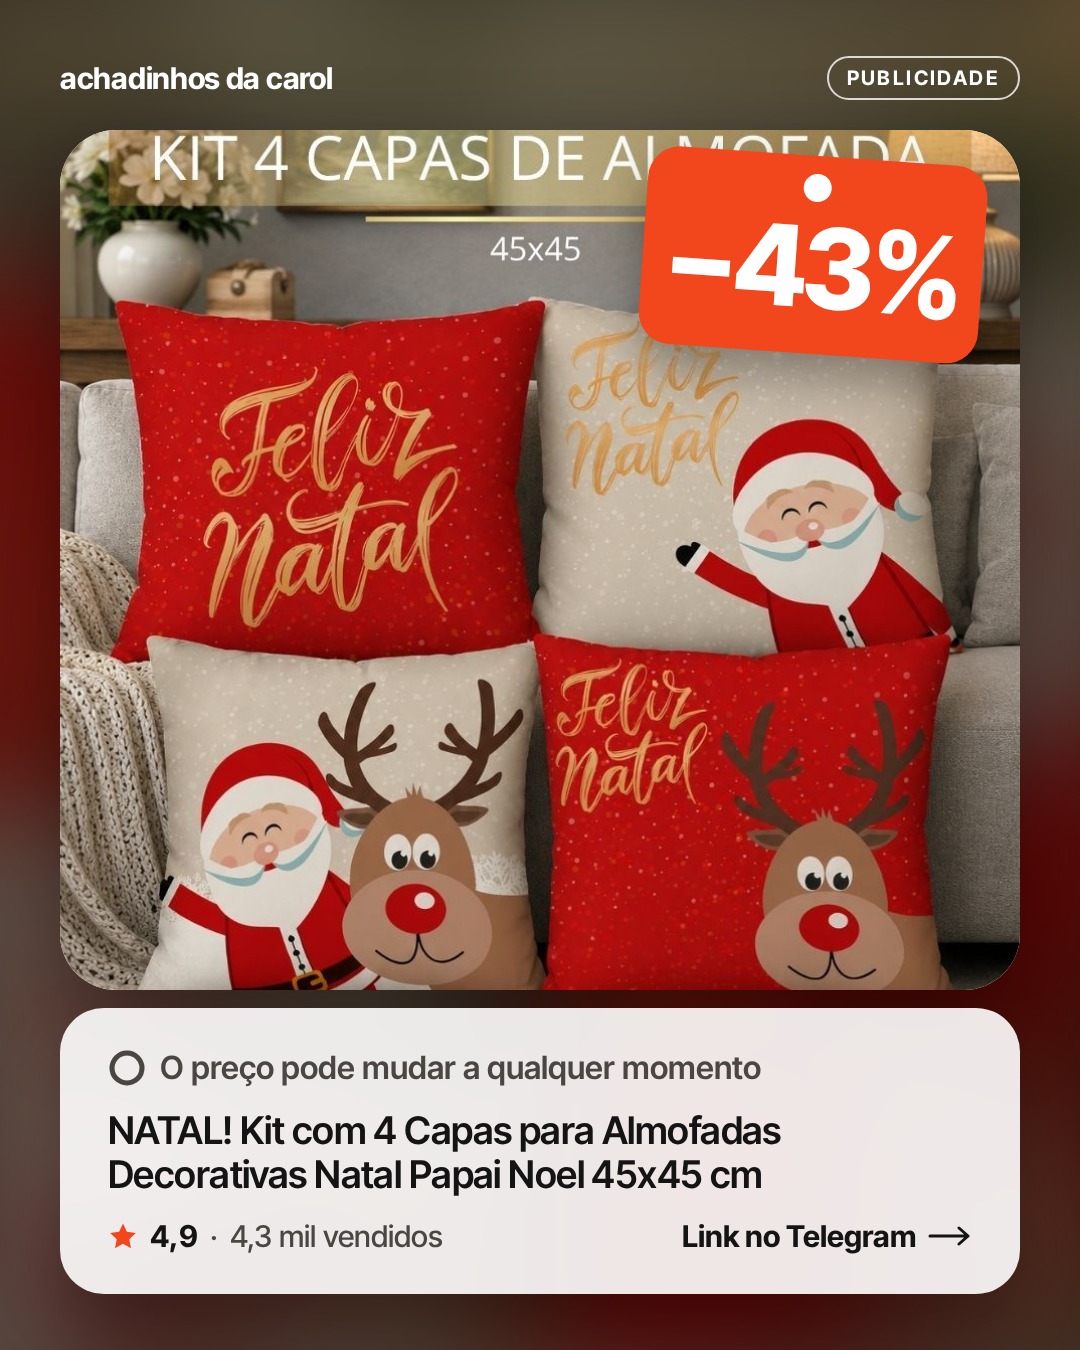 achadinhos da carol
PUBLICIDADE
KIT 4 CAPAS DE ALMOFADA
45x45
−43%
Feliz
Natal
Feliz
Natal
Feliz
Natal
O preço pode mudar a qualquer momento
NATAL! Kit com 4 Capas para Almofadas
Decorativas Natal Papai Noel 45x45 cm
4,9 · 4,3 mil vendidos
Link no Telegram →